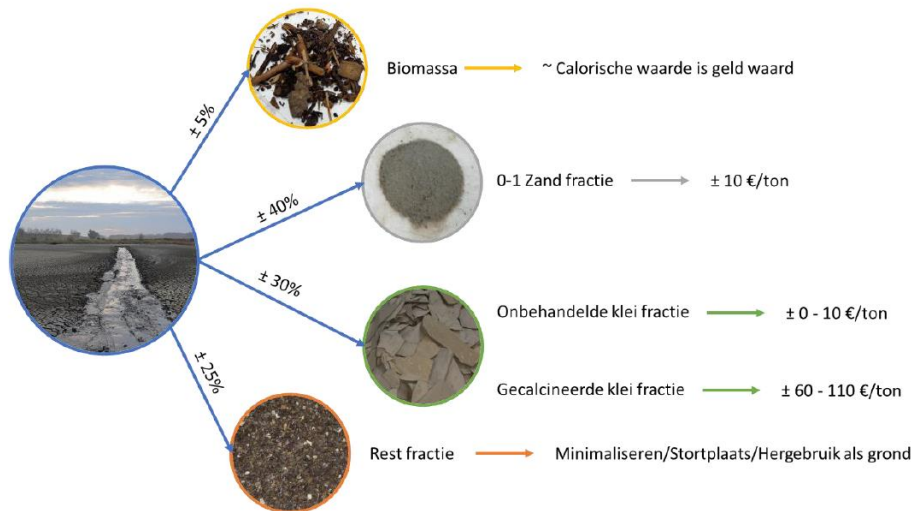 Biomassa
~ Calorische waarde is geld waard
± 5%
0-1 Zand fractie
± 10 €/ton
± 40%
± 30%
Onbehandelde klei fractie
± 0 - 10 €/ton
± 25%
Gecalcineerde klei fractie
± 60 - 110 €/ton
Rest fractie
Minimaliseren/Stortplaats/Hergebruik als grond